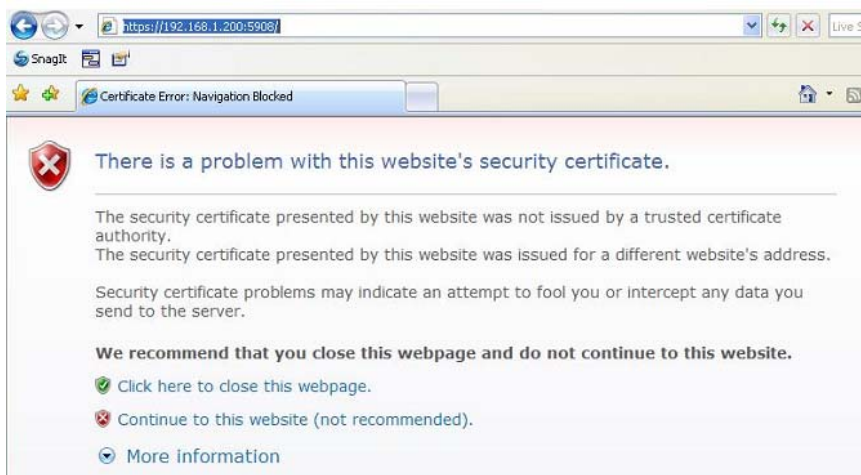 https://192.168.1.200:5908/
Live S
SnagIt
Certificate Error: Navigation Blocked
There is a problem with this website's security certificate.
The security certificate presented by this website was not issued by a trusted certificate
authority.
The security certificate presented by this website was issued for a different website's address.
Security certificate problems may indicate an attempt to fool you or intercept any data you
send to the server.
We recommend that you close this webpage and do not continue to this website.
Click here to close this webpage.
Continue to this website (not recommended).
More information